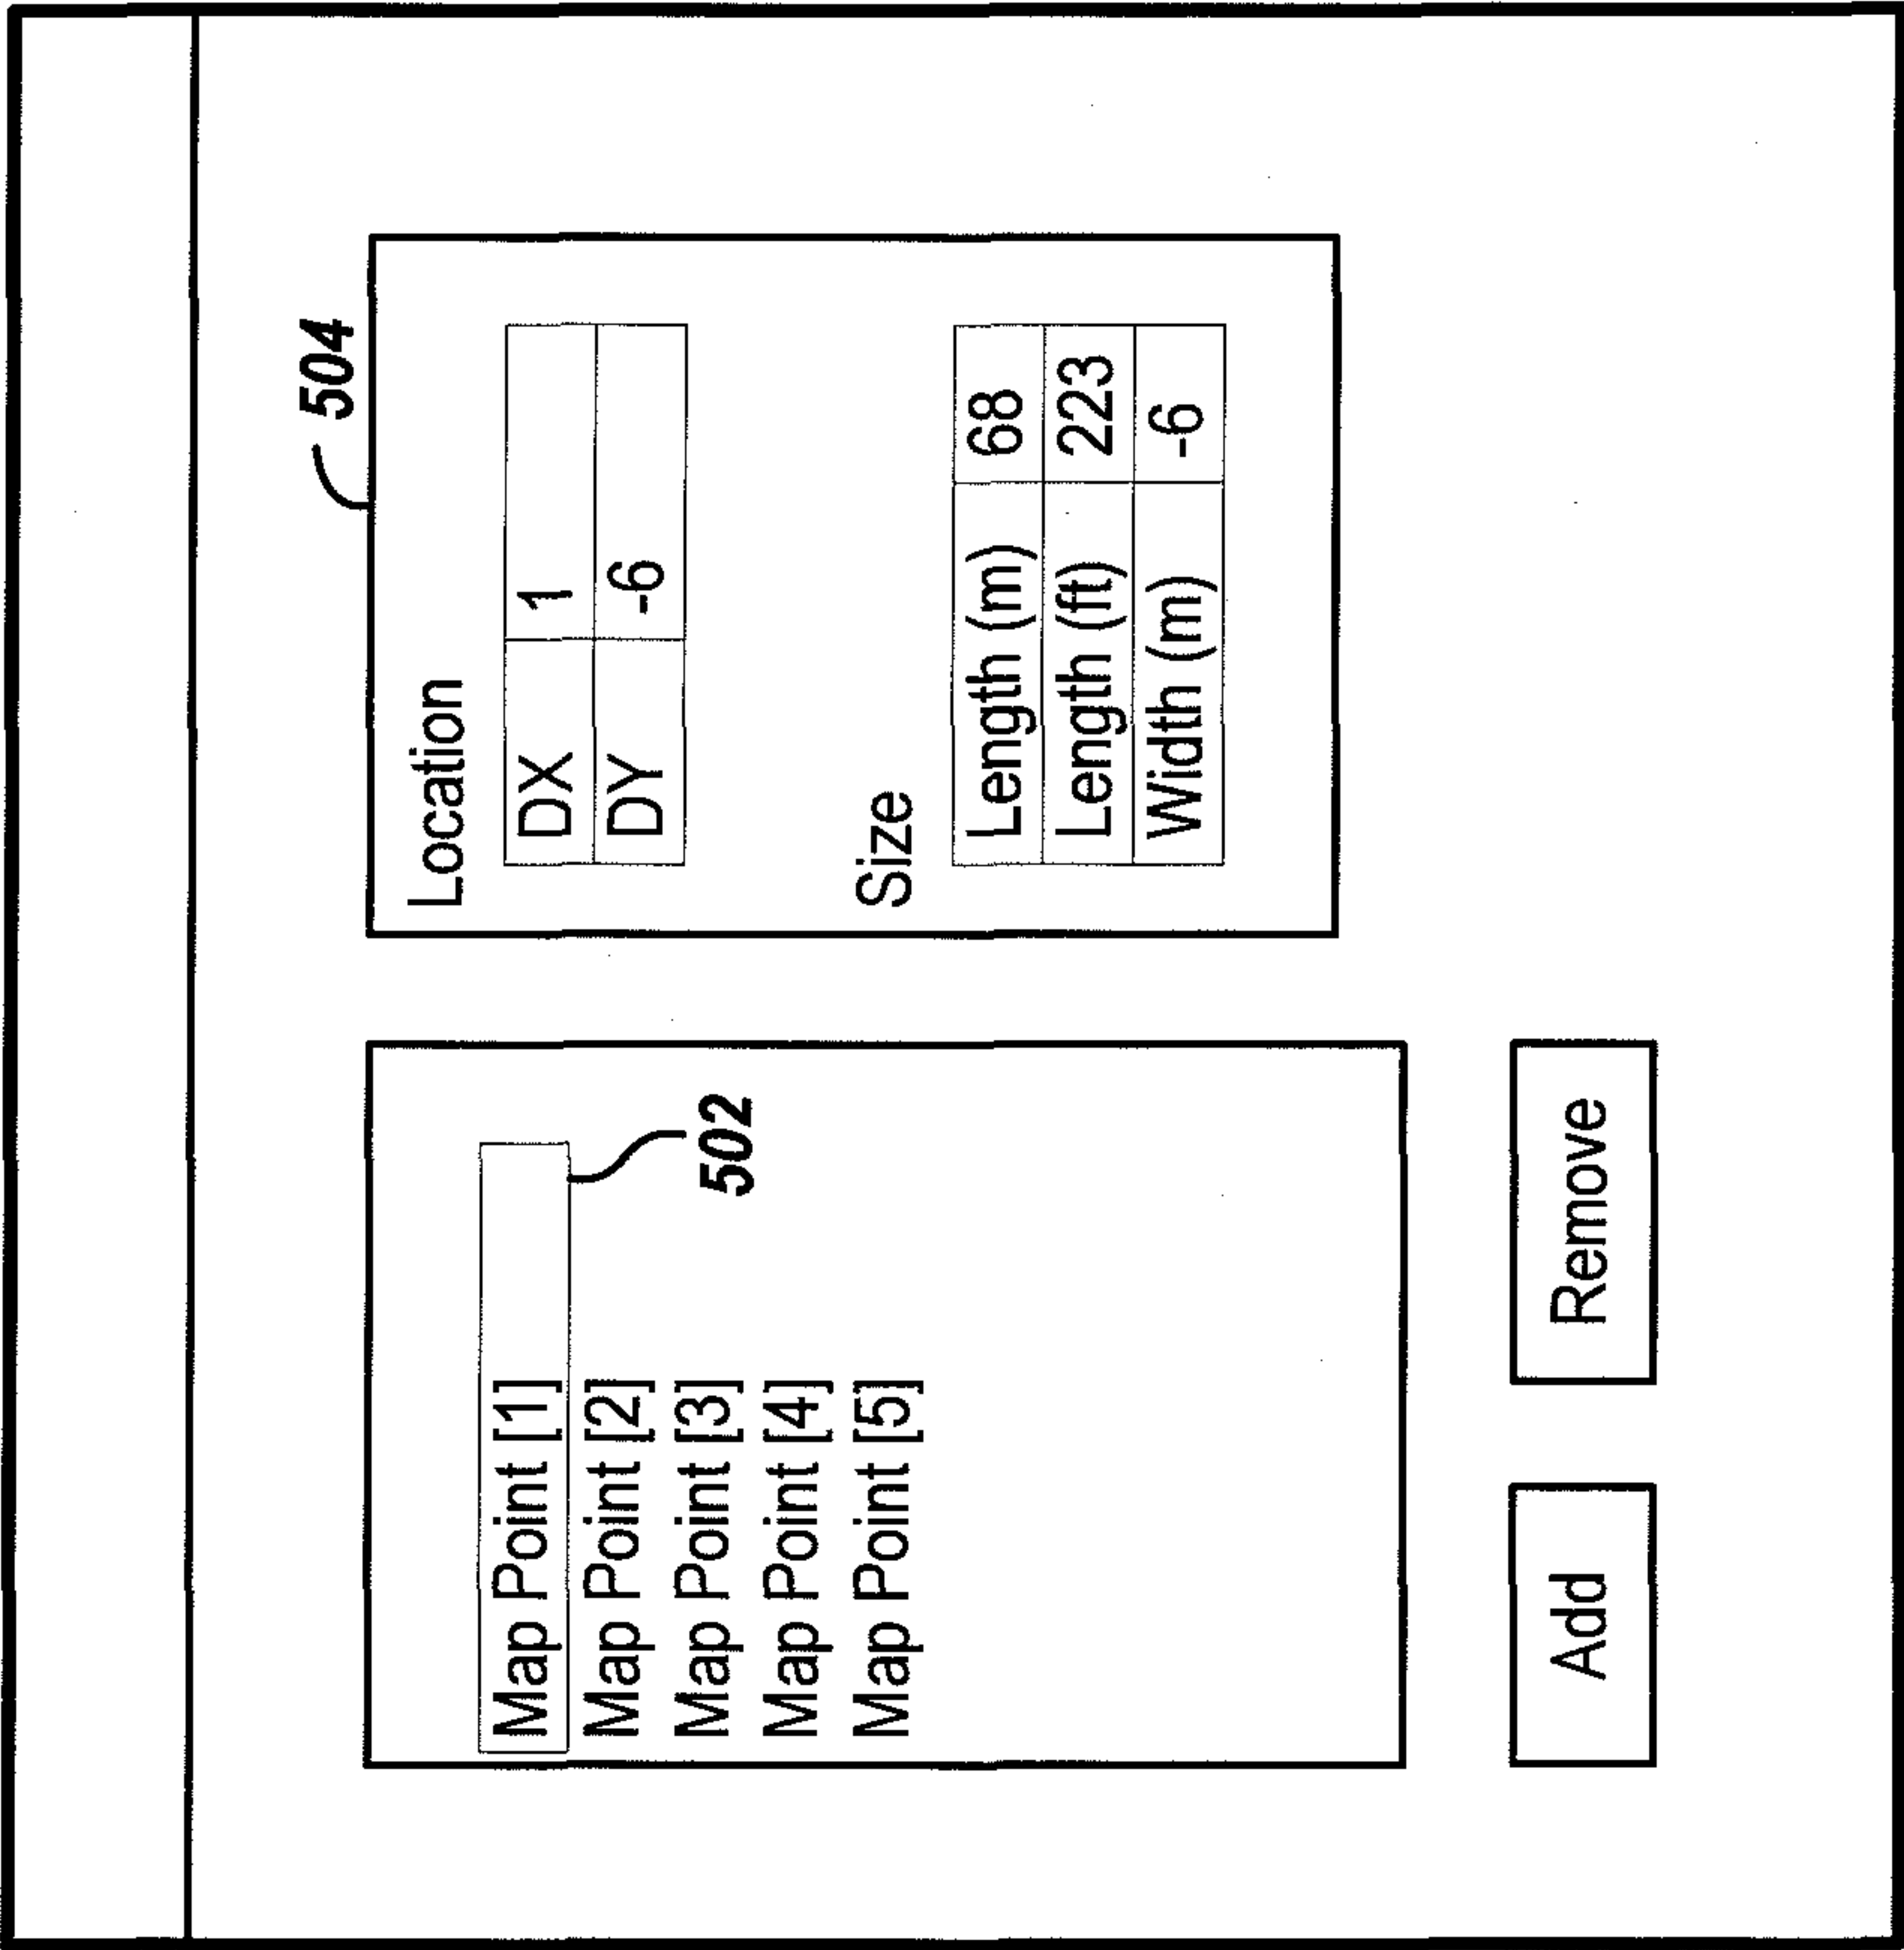 504
Map Point [1]
Map Point [2]
Map Point [3]
Map Point [4]
Map Point [5]
502
Location
DX 1
DY -6
Size
Length (m) 68
Length (ft) 223
Width (m) -6
Add
Remove